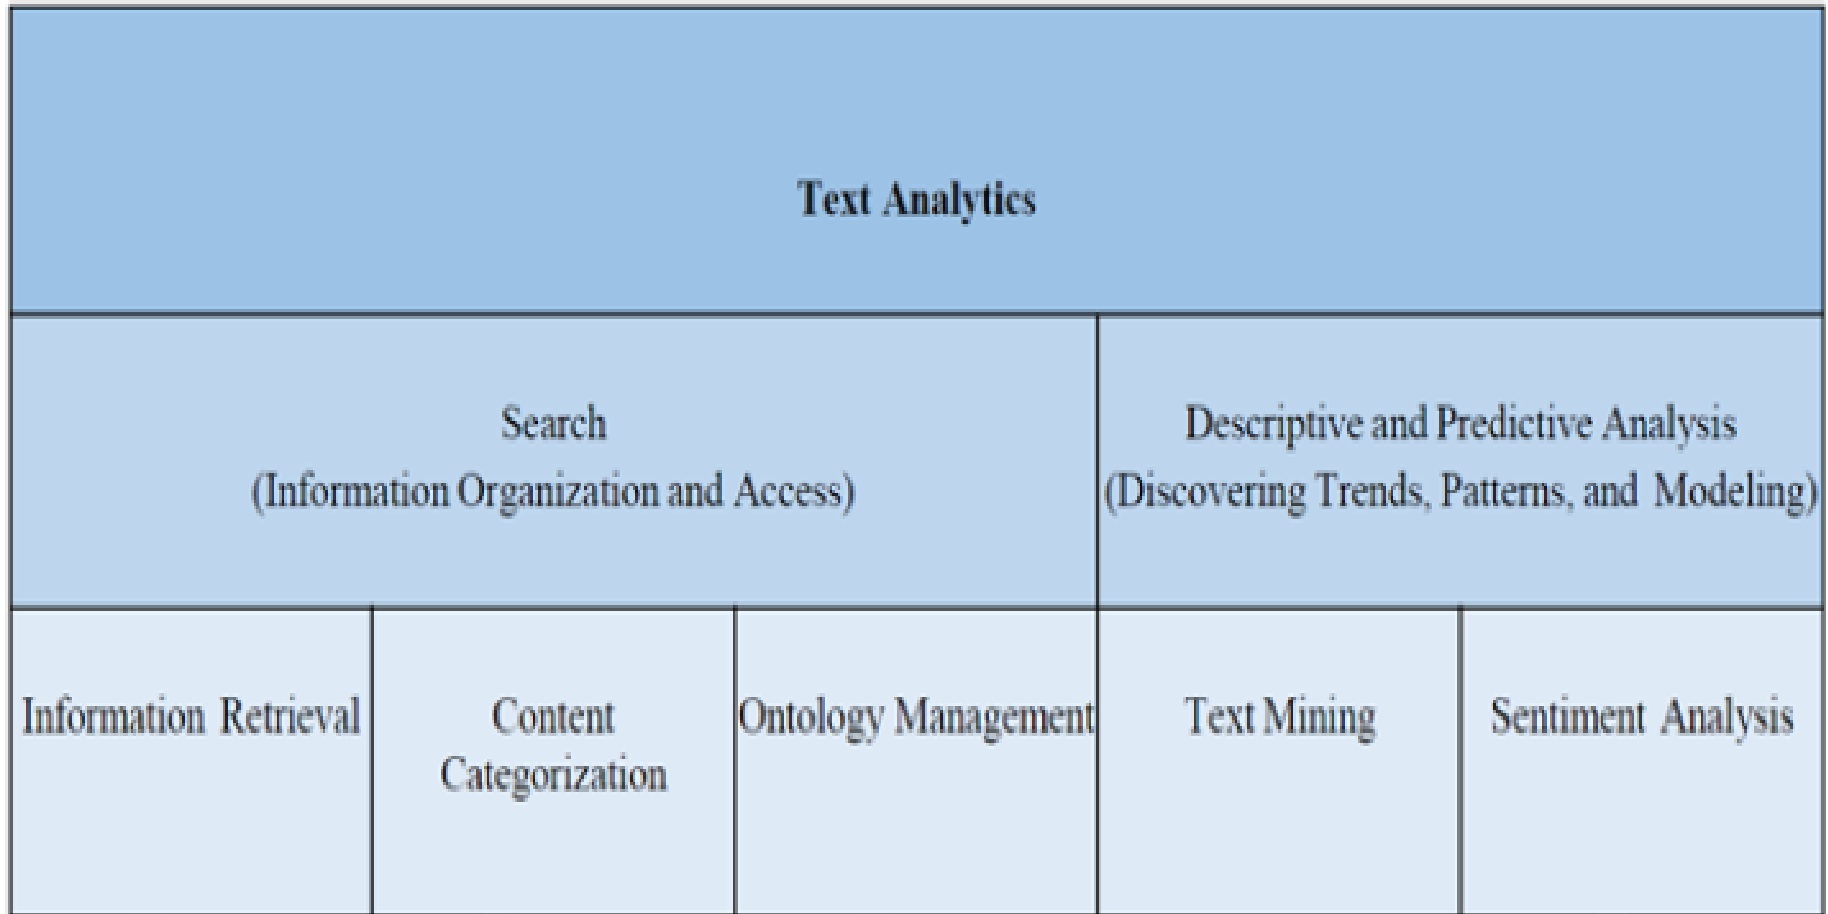 Text Analytics
Search
(Information Organization and Access)
Descriptive and Predictive Analysis
(Discovering Trends, Patterns, and Modeling)
Information Retrieval
Content
Categorization
Ontology Management
Text Mining
Sentiment Analysis